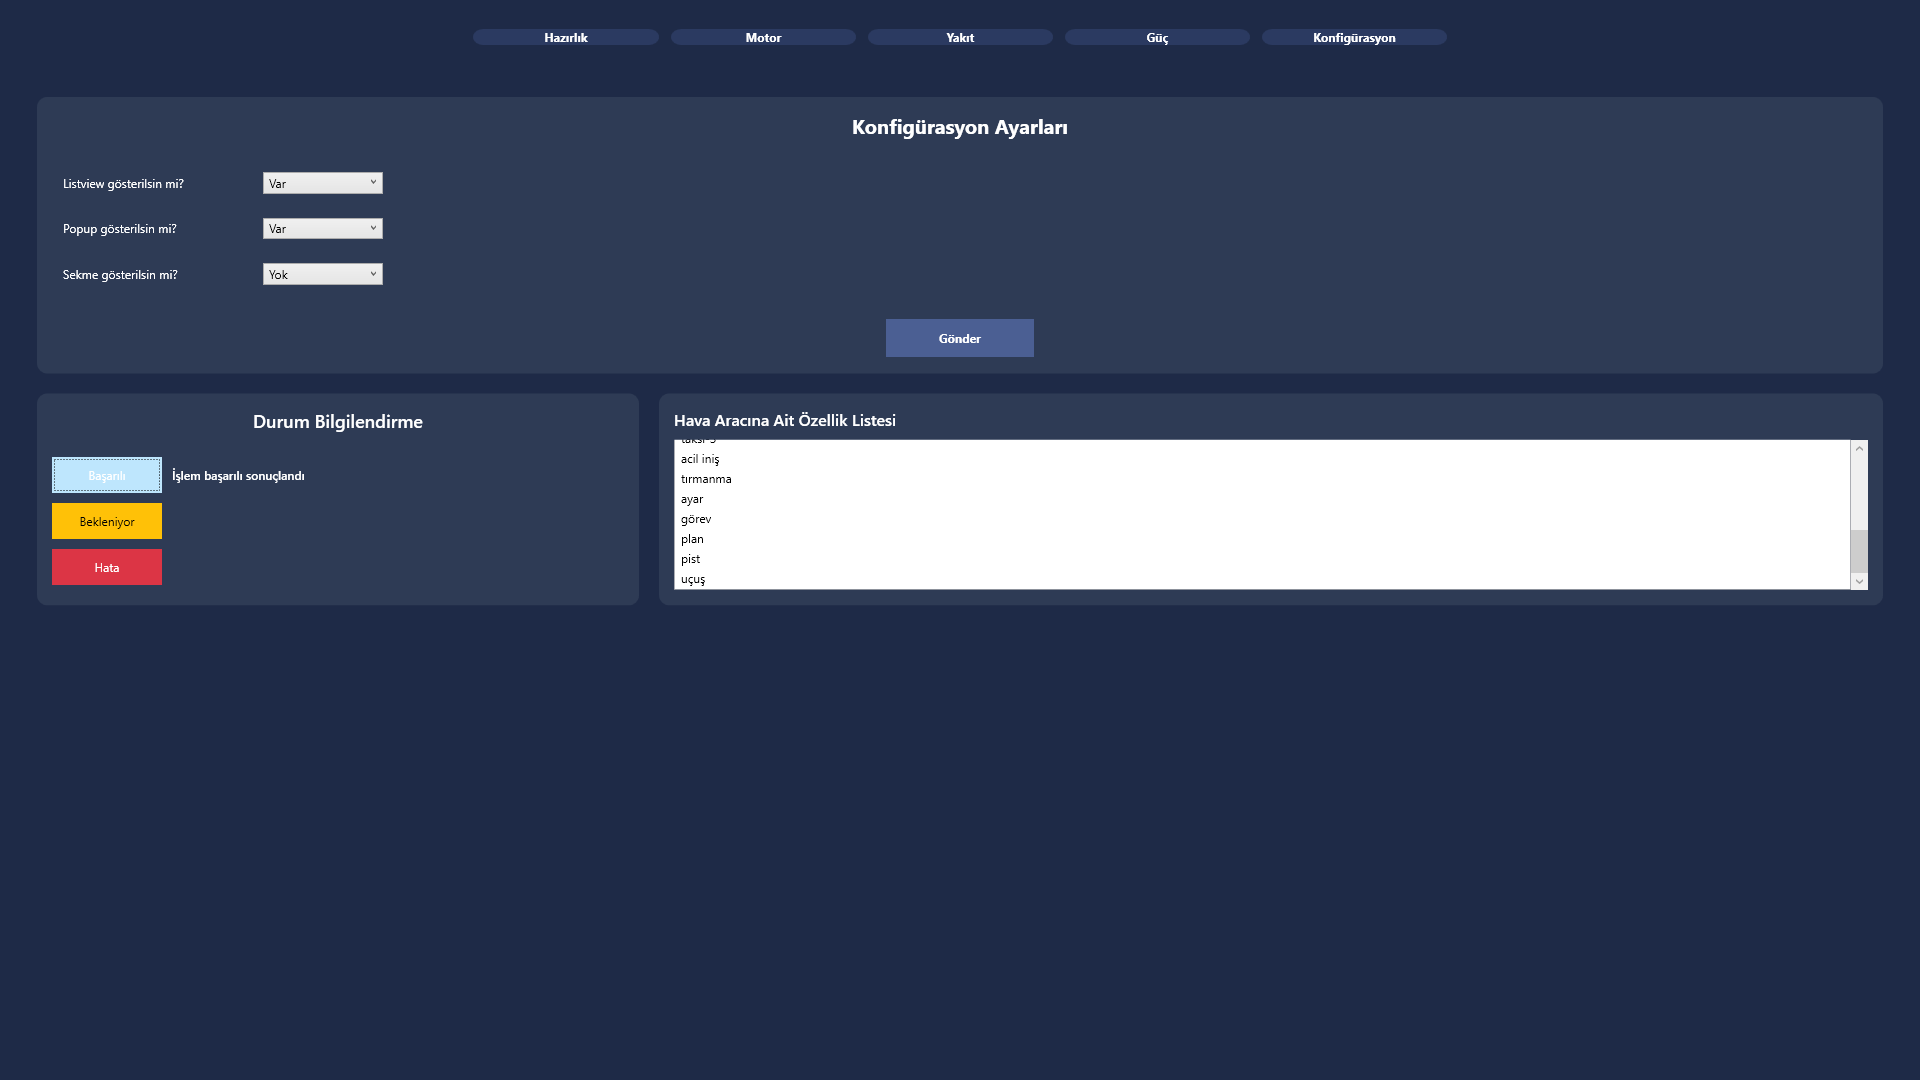 Hazırlık
Motor
Yakıt
Güç
Konfigürasyon
Konfigürasyon Ayarları
Listview gösterilsin mi?
Var
Popup gösterilsin mi?
Var
Sekme gösterilsin mi?
Yok
Gönder
Durum Bilgilendirme
Başarılı
İşlem başarılı sonuçlandı
Bekleniyor
Hata
Hava Aracına Ait Özellik Listesi
acil iniş
tırmanma
ayar
görev
plan
pist
uçuş